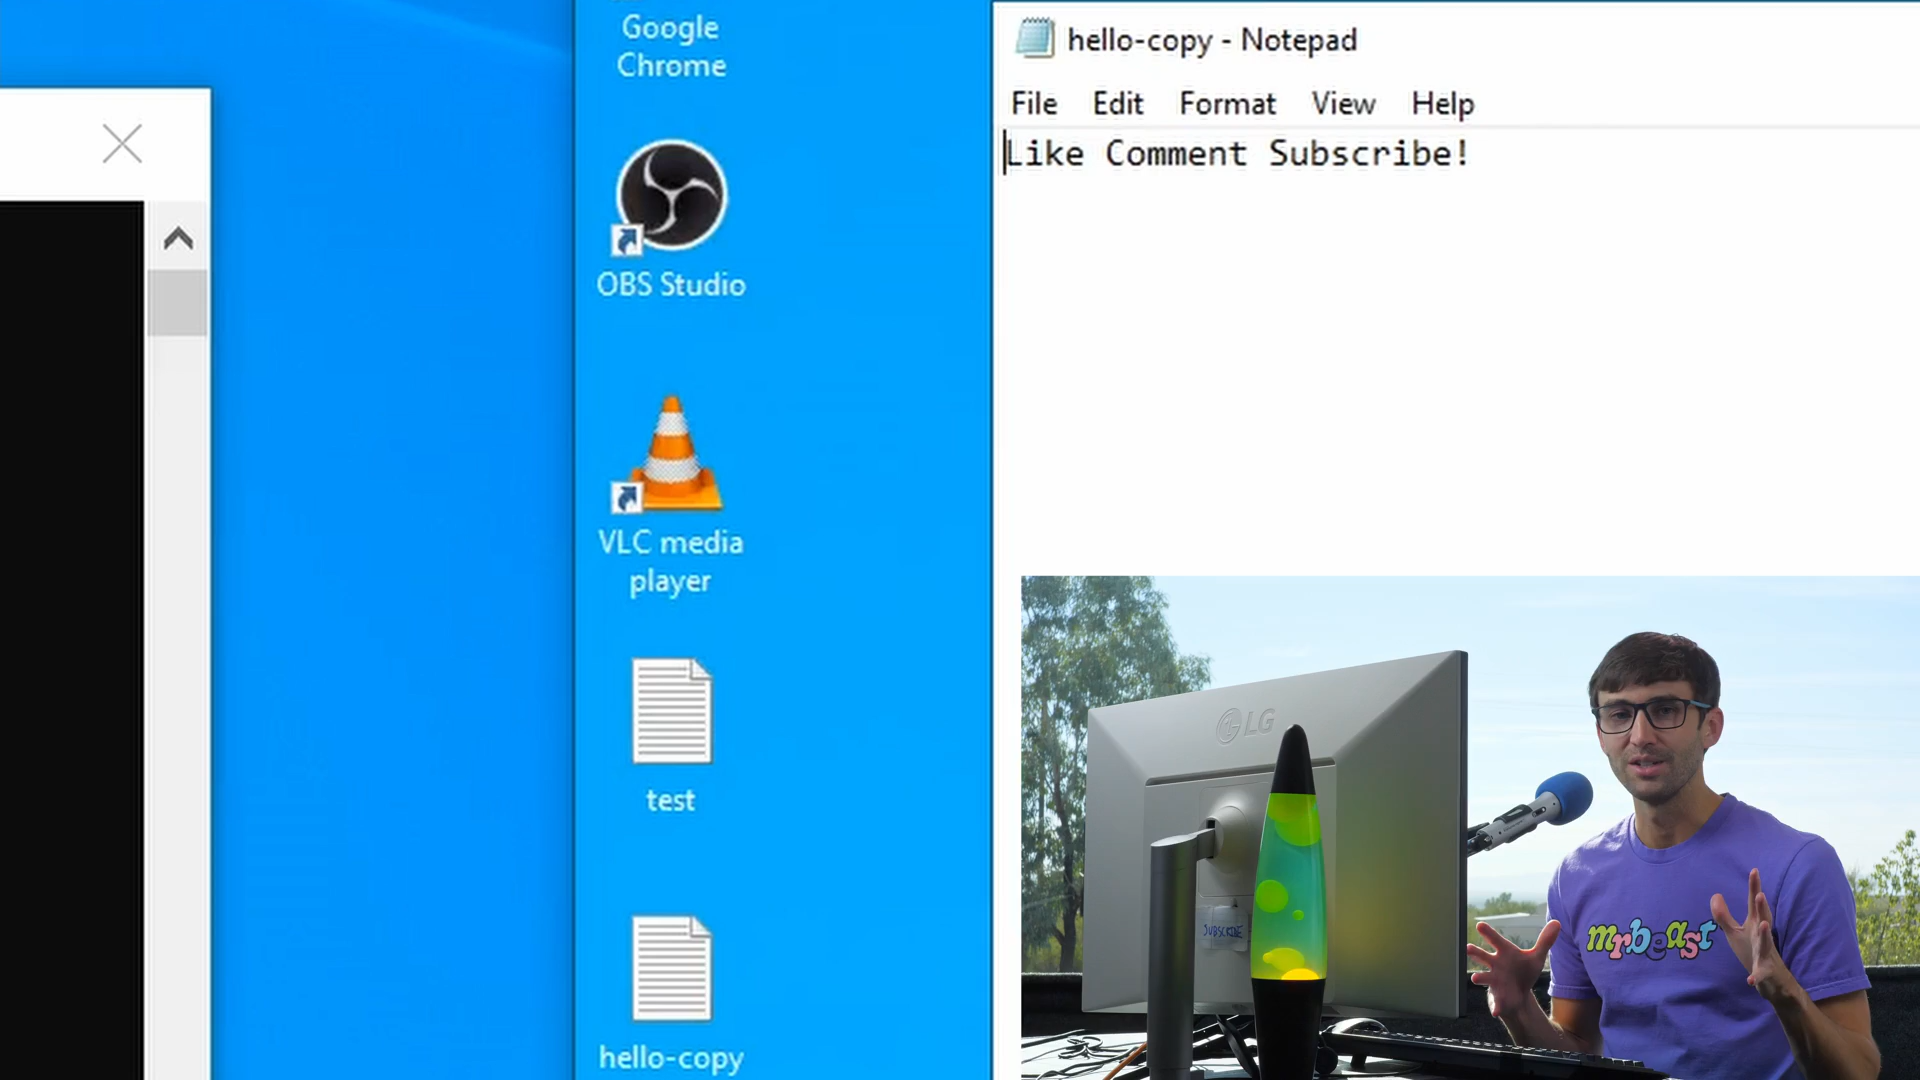 Google
Chrome
OBS Studio
VLC media
player
test
hello-copy
hello-copy - Notepad
File Edit Format View Help
Like Comment Subscribe!
LG
SUBSCRIBE
mrbeast